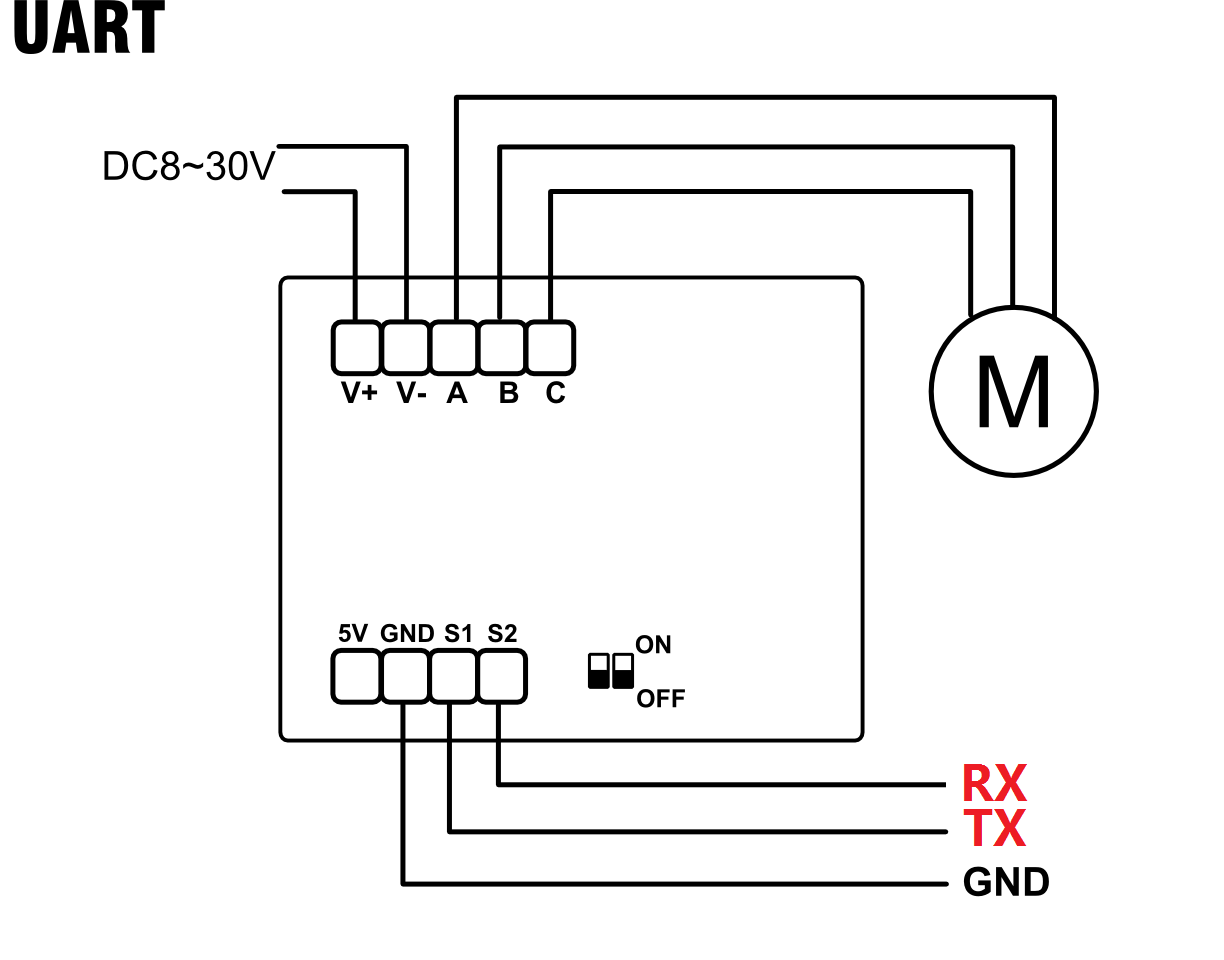 UART
DC8~30V
V+ V- A B C
M
5V GND S1 S2
ON
OFF
RX
TX
GND